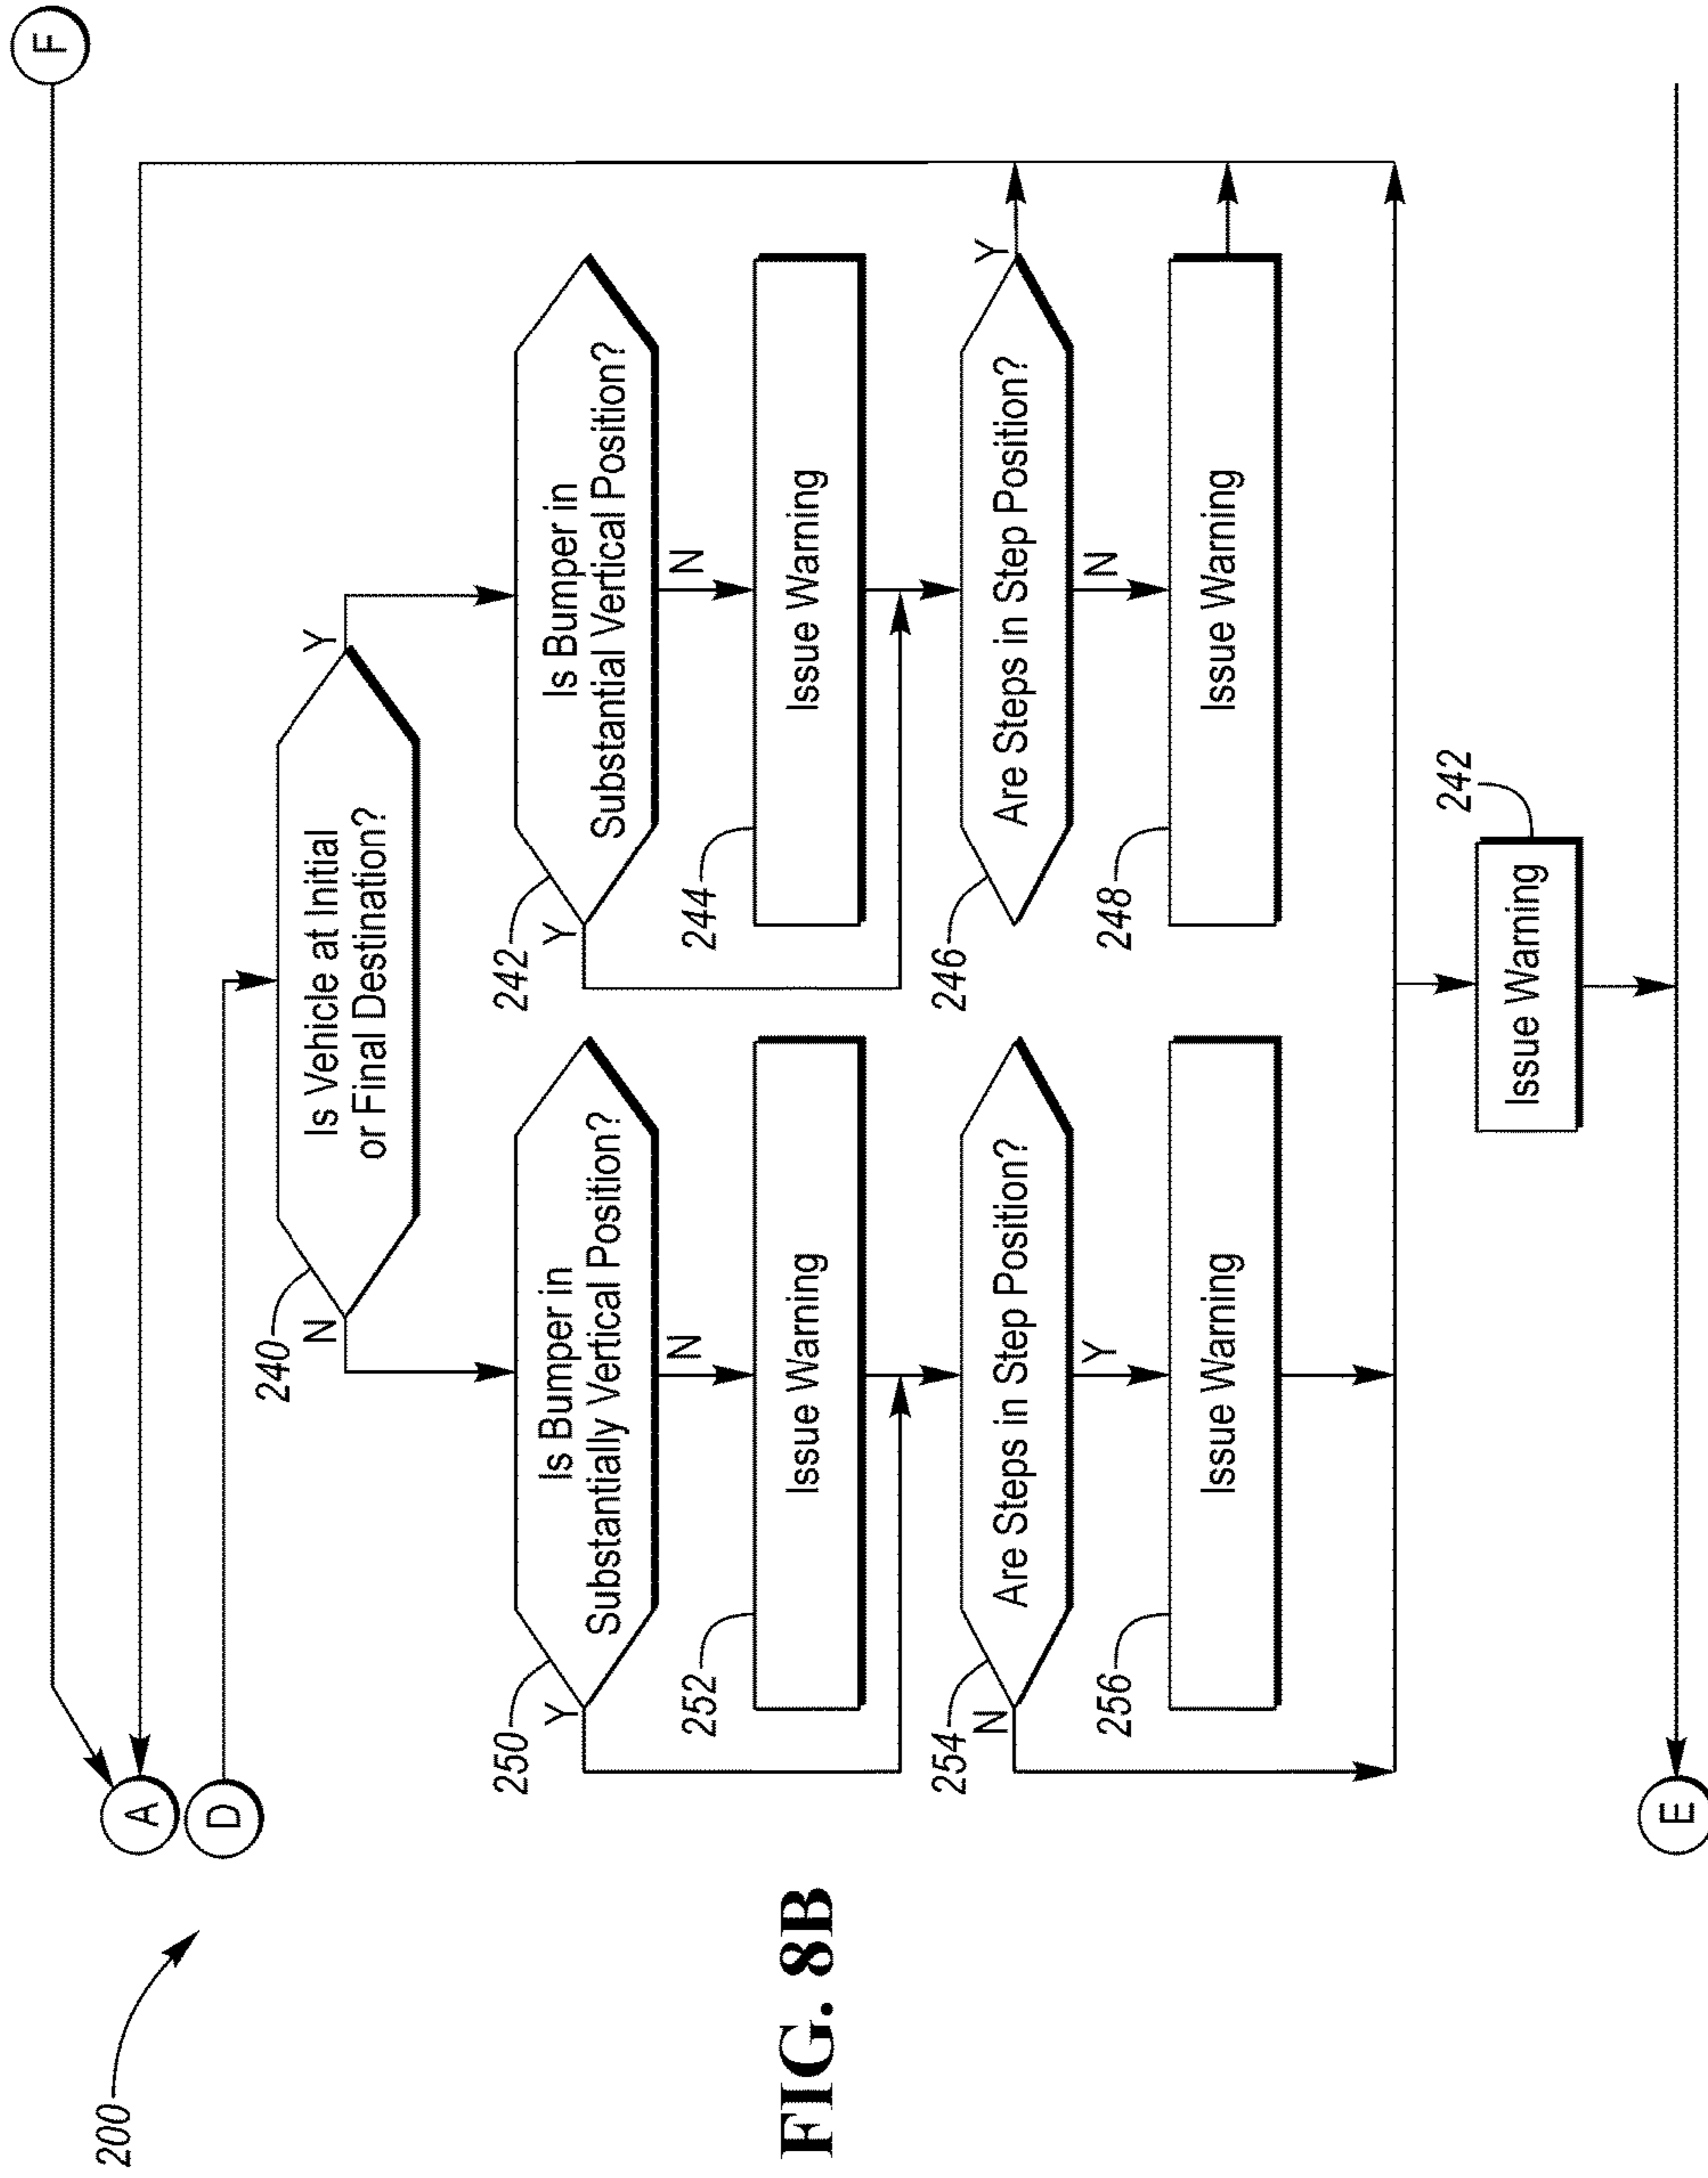 200
A
D
F
240
Is Vehicle at Initial
or Final Destination?
N
Y
250
Is Bumper in
Substantially Vertical Position?
Y
N
252
Issue Warning
254
Are Steps in Step Position?
N
Y
256
Issue Warning
242
Is Bumper in
Substantial Vertical Position?
Y
N
244
Issue Warning
246
Are Steps in Step Position?
Y
N
248
Issue Warning
Issue Warning
242
E
FIG. 8B